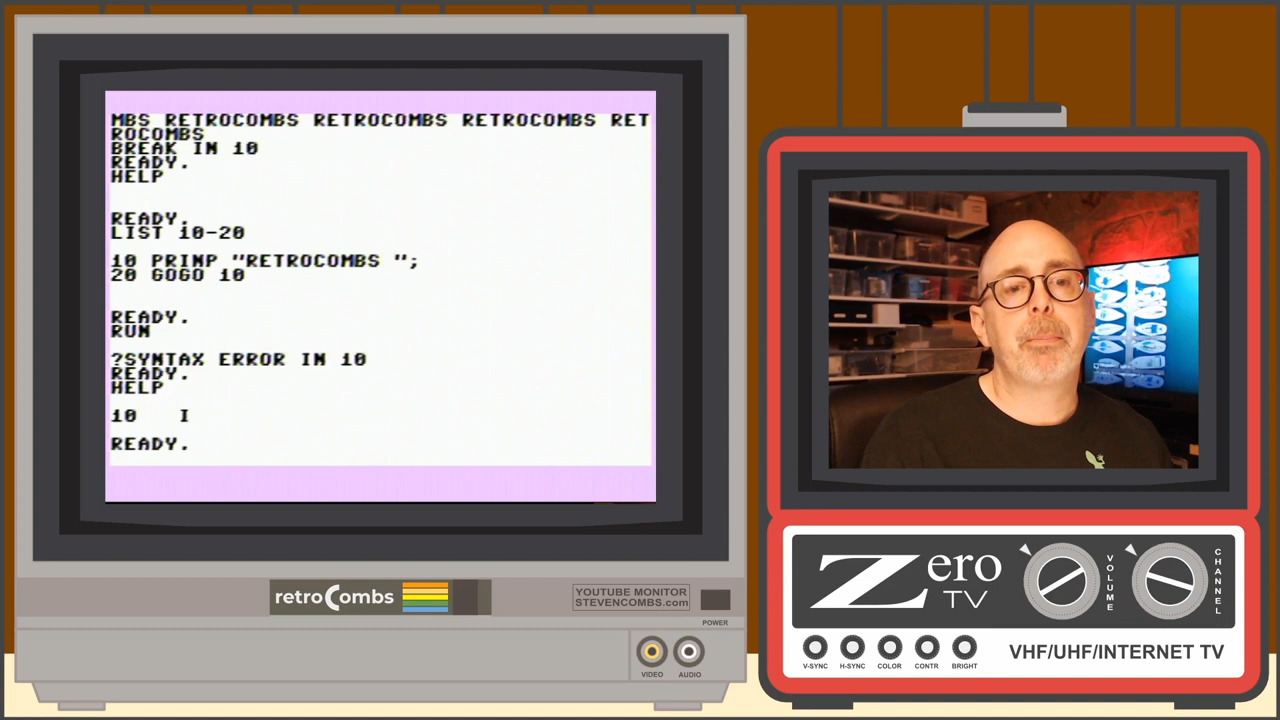 MBS RETROCOMBS RETROCOMBS RETROCOMBS RET
ROCOMBS
BREAK IN 10
READY.
HELP
READY.
LIST 10-20
10 PRINP "RETROCOMBS ";
20 GOGO 10
READY.
RUN
?SYNTAX ERROR IN 10
READY.
HELP
10    I
READY.
retroCombs
YOUTUBE MONITOR
STEVENCOMBS.com
POWER
VIDEO
AUDIO
Zero
TV
VOLUME
CHANNEL
V-SYNC
H-SYNC
COLOR
CONTR
BRIGHT
VHF/UHF/INTERNET TV